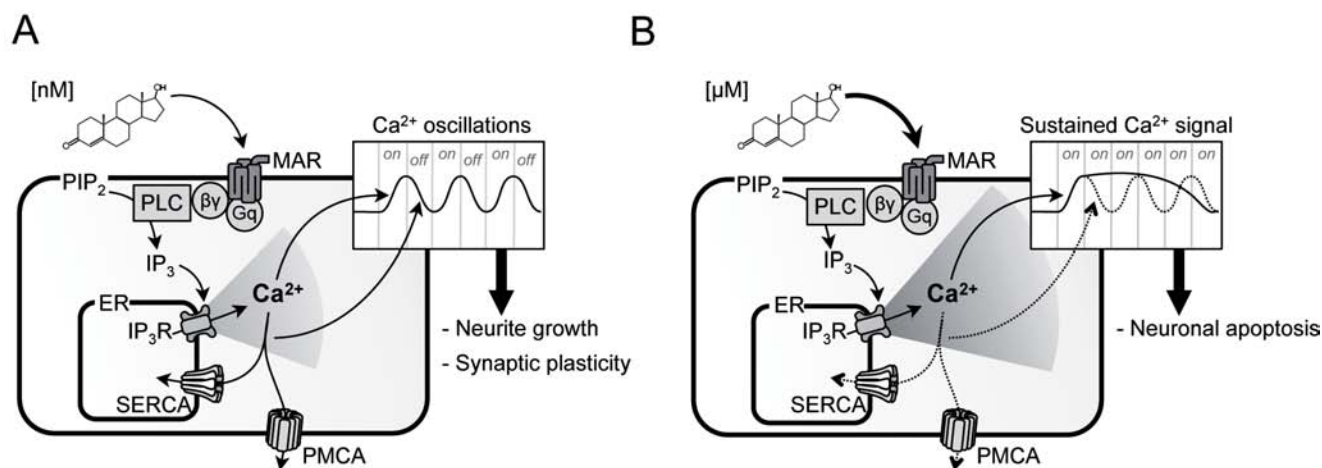 A
[nM]
OH
O
MAR
PIP2
PLC
βγ
Gq
IP3
ER
IP3R
Ca2+
SERCA
PMCA
Ca2+ oscillations
on off on off on off
- Neurite growth
- Synaptic plasticity
B
[µM]
OH
O
MAR
PIP2
PLC
βγ
Gq
IP3
ER
IP3R
Ca2+
SERCA
PMCA
Sustained Ca2+ signal
on on on on on
- Neuronal apoptosis